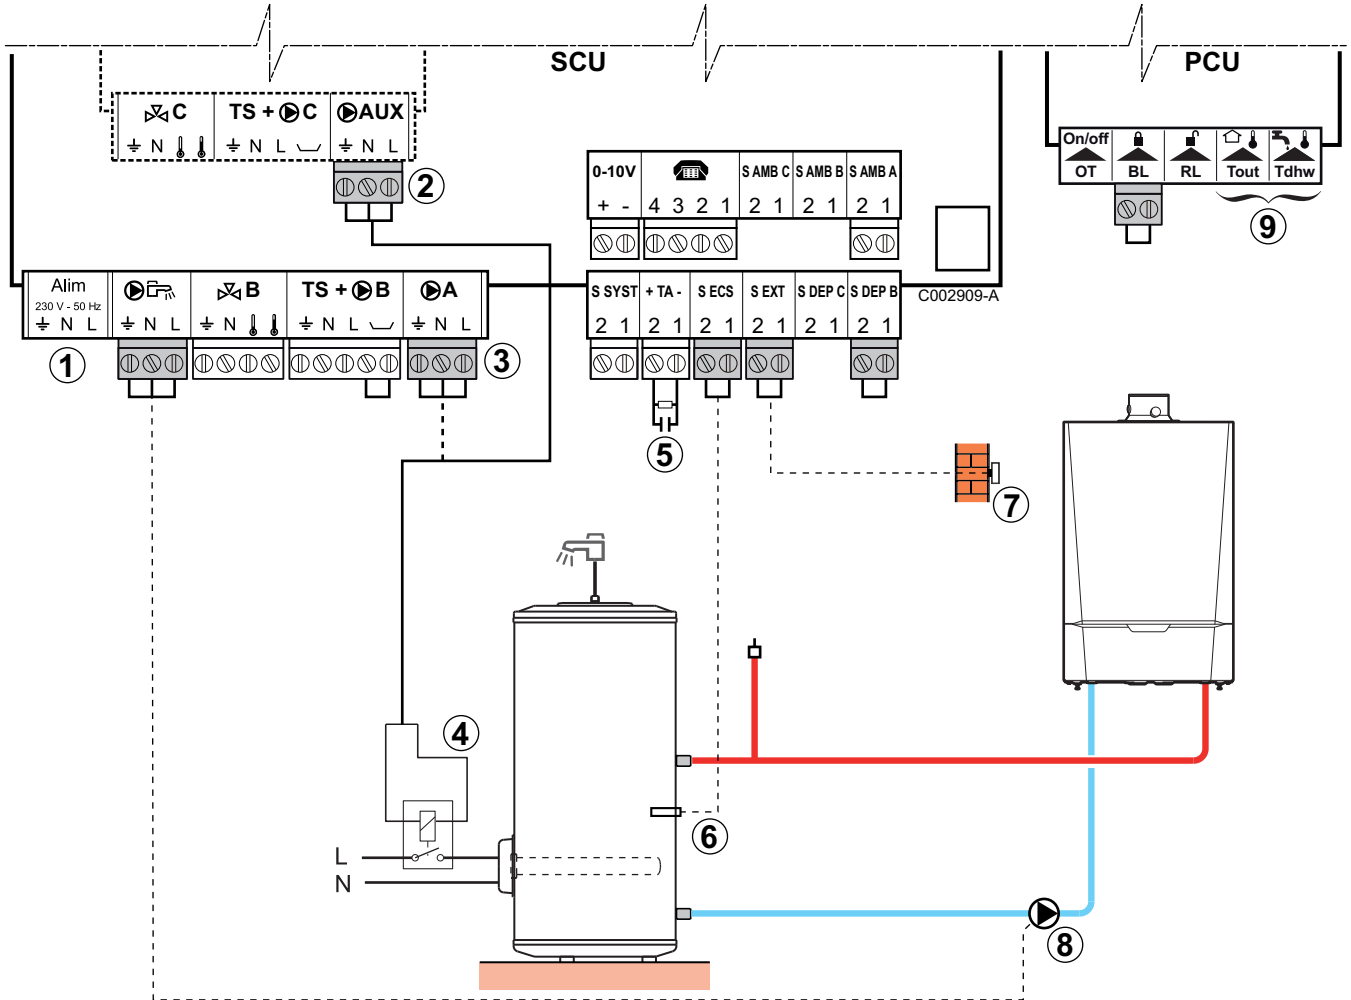 SCU
PCU
C
TS + C
AUX
N
N L
N L
2
0-10V
S AMB C
S AMB B
S AMB A
+ -
4 3 2 1
2 1
2 1
2 1
On/off
OT
BL
RL
Tout
Tdhw
9
Alim
230 V - 50 Hz
N L
N L
B
N
TS + B
N L
A
N L
1
3
S SYST
+ TA -
S ECS
S EXT
S DEP C
S DEP B
2 1
2 1
2 1
2 1
2 1
2 1
C002909-A
5
7
4
6
L
N
8